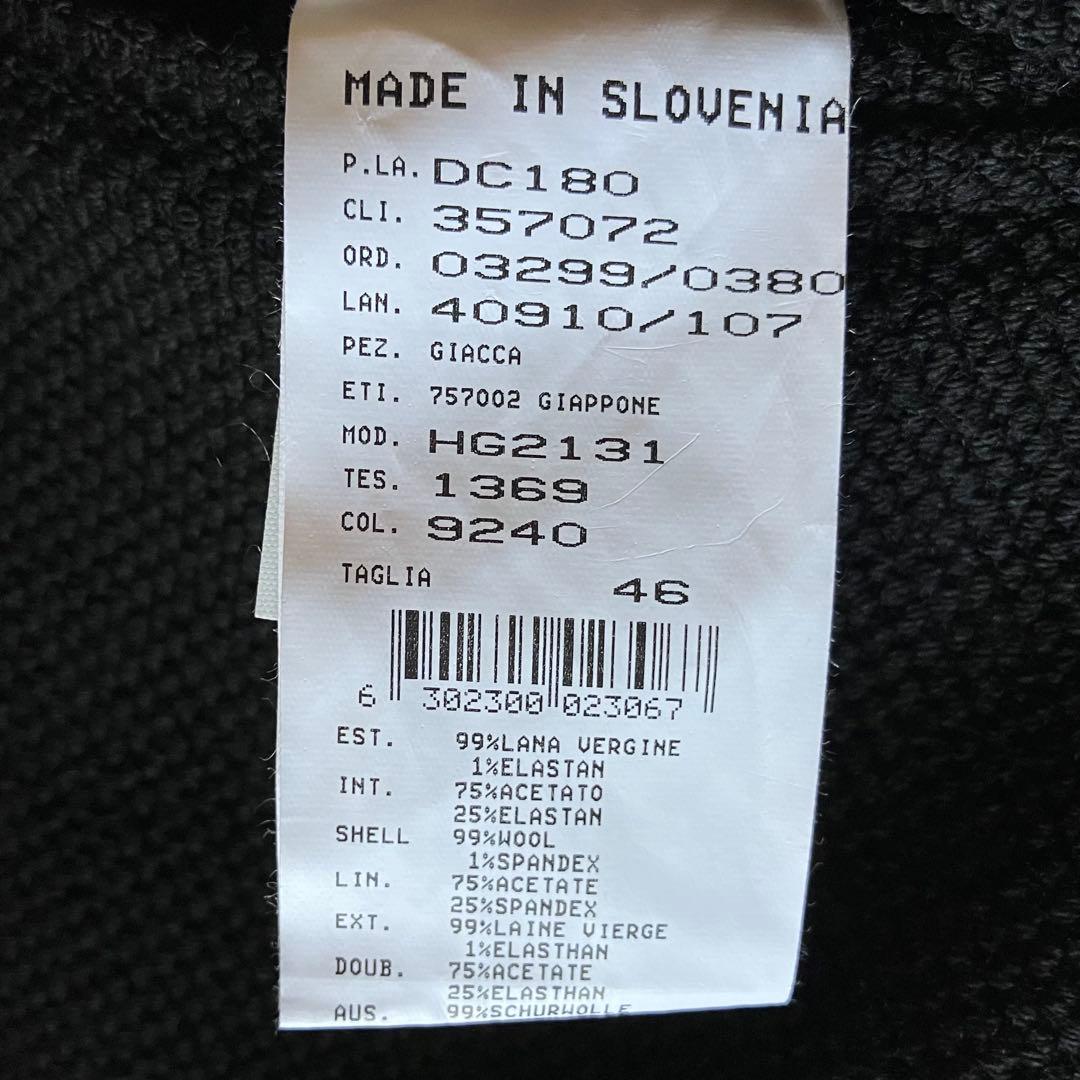 MADE IN SLOVENIA
P.LA. DC180
CLI. 357072
ORD. 03299/0380
LAN. 40910/107
PEZ. GIACCA
ETI. 757002 GIAPPONE
MOD. HG2131
TES. 1369
COL. 9240
TAGLIA 46
6 302300 023067
EST. 99%LANA VERGINE
1%ELASTAN
INT. 75%ACETATO
25%ELASTAN
SHELL 99%WOOL
1%SPANDEX
LIN. 75%ACETATE
25%SPANDEX
EXT. 99%LAINE VIERGE
1%ELASTHAN
DOUB. 75%ACETATE
25%ELASTHAN
AUS. 99%SCHURWOLLE